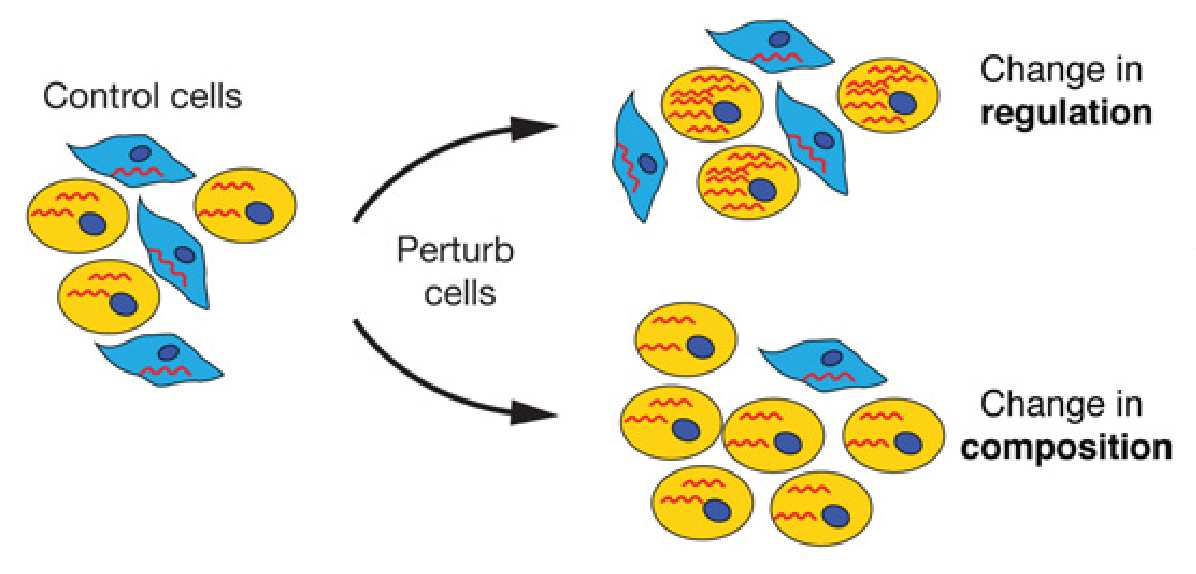 Control cells
Perturb
cells
Change in
regulation
Change in
composition